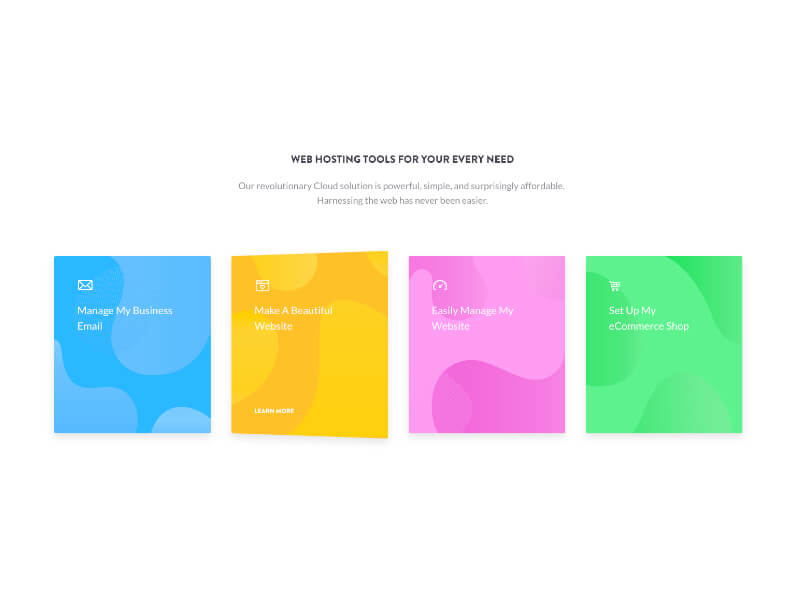 WEB HOSTING TOOLS FOR YOUR EVERY NEED
Our revolutionary Cloud solution is powerful, simple, and surprisingly affordable.
Harnessing the web has never been easier.
Manage My Business
Email
Make A Beautiful
Website
LEARN MORE
Easily Manage My
Website
Set Up My
eCommerce Shop